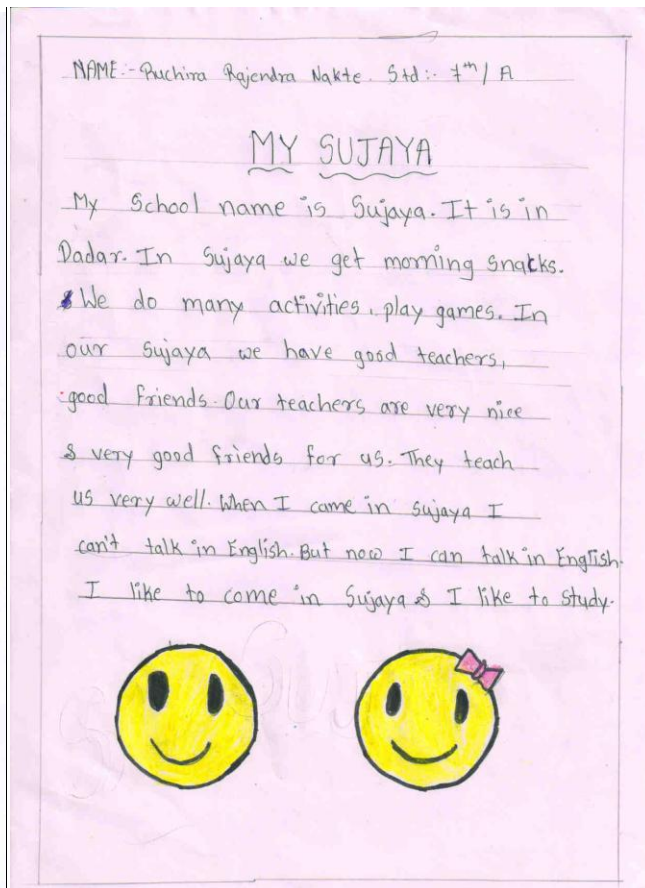 NAME:- Ruchira Rajendra Nakte. Std:- 7th / A
MY SUJAYA
My School name is Sujaya. It is in
Dadar. In Sujaya we get morning snacks.
We do many activities, play games. In
our Sujaya we have good teachers,
good friends. Our teachers are very nice
& very good friends for us. They teach
us very well. When I came in Sujaya I
can't talk in English. But now I can talk in English.
I like to come in Sujaya & I like to study.